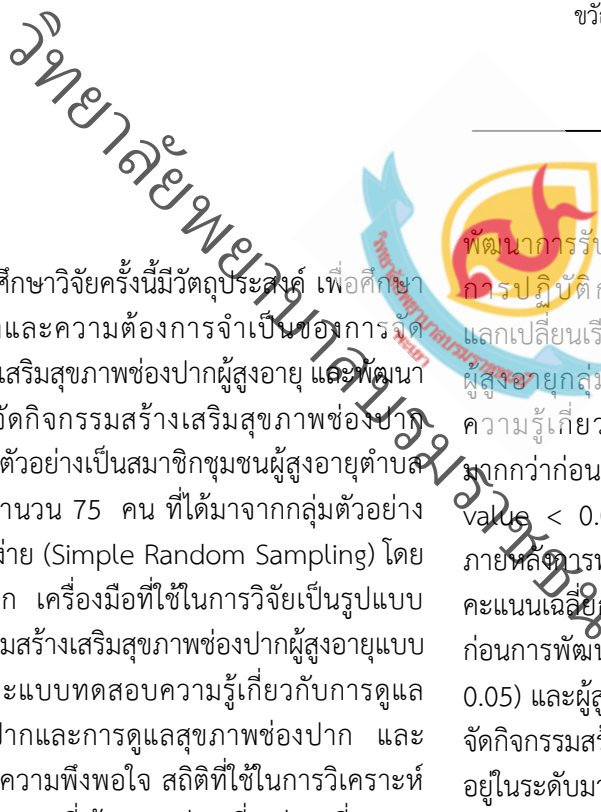 ขวั
ศึกษาวิจัยครั้งนี้มีวัตถุประสงค์ เพื่อศึกษา
และความต้องการจำเป็นของการจัด
เสริมสุขภาพช่องปากผู้สูงอายุ และพัฒนา
จัดกิจกรรมสร้างเสริมสุขภาพช่องปาก
ตัวอย่างเป็นสมาชิกชุมชนผู้สูงอายุตำบล
จำนวน 75 คน ที่ได้มาจากกลุ่มตัวอย่าง
ง่าย (Simple Random Sampling) โดย
ก เครื่องมือที่ใช้ในการวิจัยเป็นรูปแบบ
มสร้างเสริมสุขภาพช่องปากผู้สูงอายุแบบ
ะแบบทดสอบความรู้เกี่ยวกับการดูแล
ปากและการดูแลสุขภาพช่องปาก และ
ความพึงพอใจ สถิติที่ใช้ในการวิเคราะห์
พัฒนาการรับ
การปฏิบัติก
แลกเปลี่ยนเรี
ผู้สูงอายุกลุ่ม
ความรู้เกี่ยว
มากกว่าก่อน
value < 0.
ภายหลังการพ
คะแนนเฉลี่ย
ก่อนการพัฒน
0.05) และผู้สู
จัดกิจกรรมสร้
อยู่ในระดับมา
วิทยาลัยพยาบาลบรมราชชน